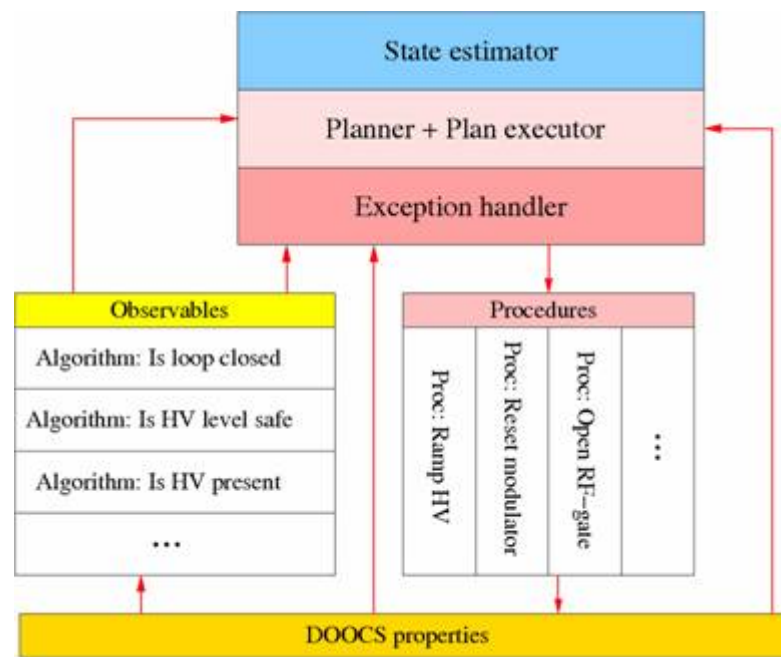 State estimator
Planner + Plan executor
Exception handler
Observables
Algorithm: Is loop closed
Algorithm: Is HV level safe
Algorithm: Is HV present
...
Procedures
Proc: Ramp HV
Proc: Reset modulator
Proc: Open RF-gate
...
DOOCS properties